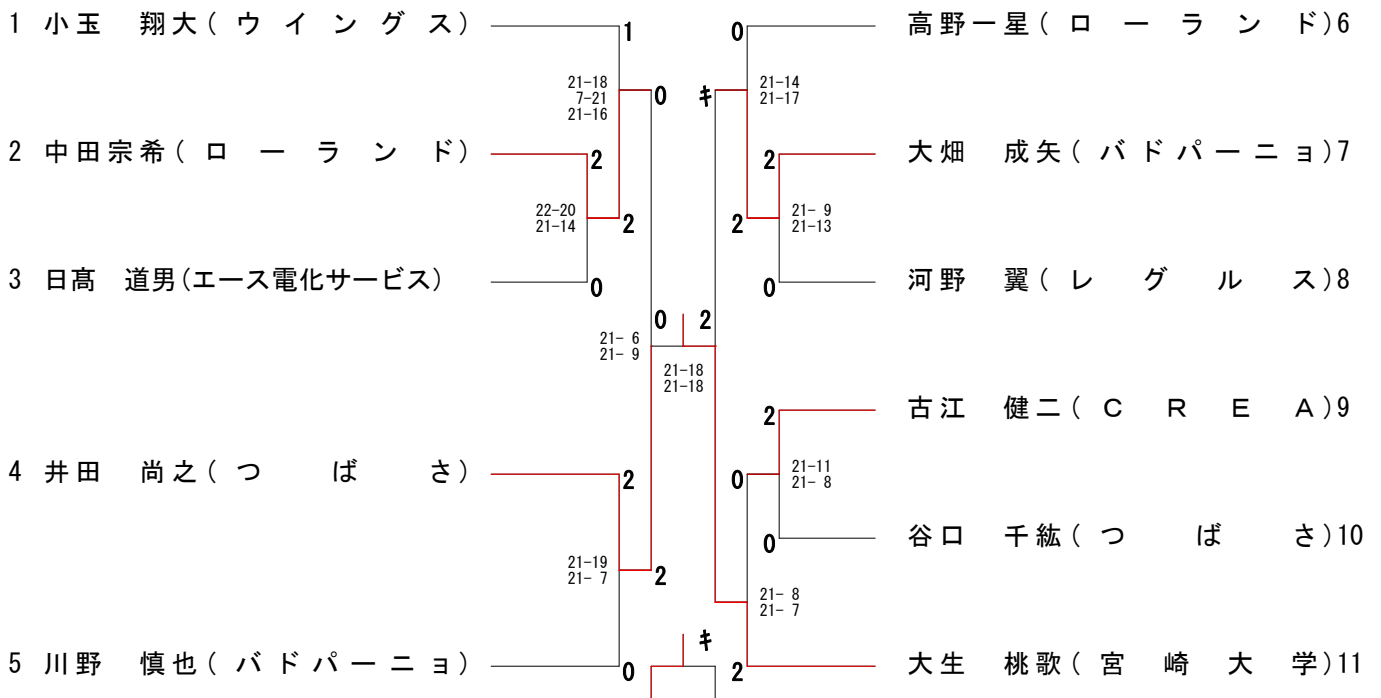 1 小玉 翔大(ウイングス)
1
0
高野一星(ローランド)6
21-18
7-21
21-16
0
キ
21-14
21-17
2 中田宗希(ローランド)
2
2
大畑 成矢(バドパーニョ)7
22-20
21-14
2
2
21- 9
21-13
3 日髙 道男(エース電化サービス)
0
0
河野 翼(レグルス)8
0
2
21- 6
21- 9
21-18
21-18
2
古江 健二(CREA)9
4 井田 尚之(つばさ)
2
0
21-11
21- 8
0
谷口 千紘(つばさ)10
21-19
21- 7
2
21- 8
21- 7
キ
5 川野 慎也(バドパーニョ)
0
2
大生 桃歌(宮崎大学)11